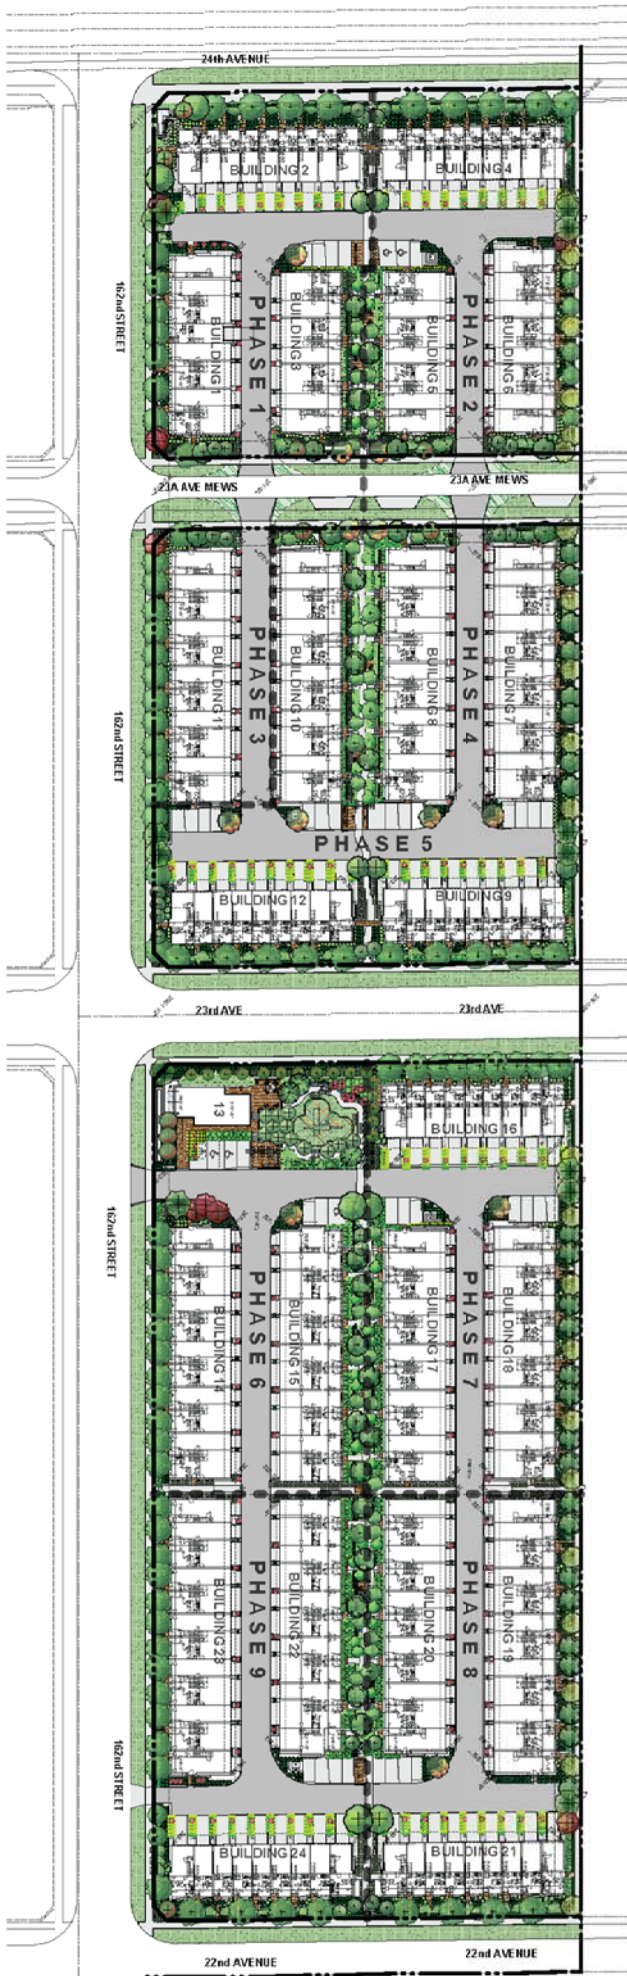 24th AVENUE
BUILDING 2
BUILDING 4
162nd STREET
BUILDING 1
PHASE 1
BUILDING 3
BUILDING 5
PHASE 2
BUILDING 6
23A AVE MEWS
23A AVE MEWS
162nd STREET
BUILDING 11
PHASE 3
BUILDING 10
BUILDING 8
PHASE 4
BUILDING 7
PHASE 5
BUILDING 12
BUILDING 9
23rd AVE
23rd AVE
13
BUILDING 16
162nd STREET
BUILDING 14
PHASE 6
BUILDING 15
BUILDING 17
PHASE 7
BUILDING 18
BUILDING 23
PHASE 9
BUILDING 22
BUILDING 20
PHASE 8
BUILDING 19
162nd STREET
BUILDING 24
BUILDING 21
22nd AVENUE
22nd AVENUE